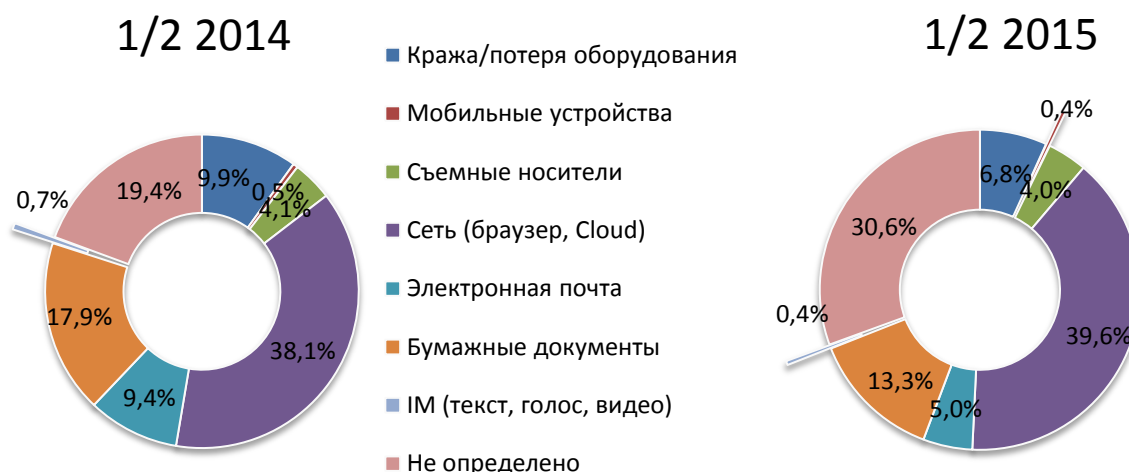 1/2 2014
9,9%
0,5%
4,1%
38,1%
9,4%
17,9%
0,7%
19,4%
Кража/потеря оборудования
Мобильные устройства
Съемные носители
Сеть (браузер, Cloud)
Электронная почта
Бумажные документы
IM (текст, голос, видео)
Не определено
1/2 2015
6,8%
0,4%
4,0%
39,6%
5,0%
13,3%
0,4%
30,6%